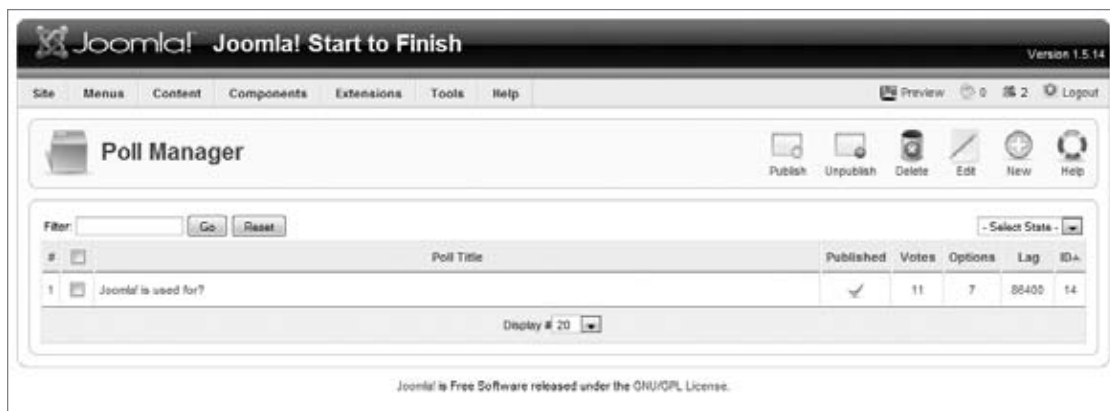 Joomla! Joomla! Start to Finish
Version 1.5.14
Site Menus Content Components Extensions Tools Help Preview 0 2 Logout
Poll Manager
Publish Unpublish Delete Edit New Help
Filter: Go Reset - Select State -
# Poll Title Published Votes Options Lag ID
1 Joomla! is used for? 11 7 86400 14
Display # 20
Joomla! is Free Software released under the GNU/GPL License.